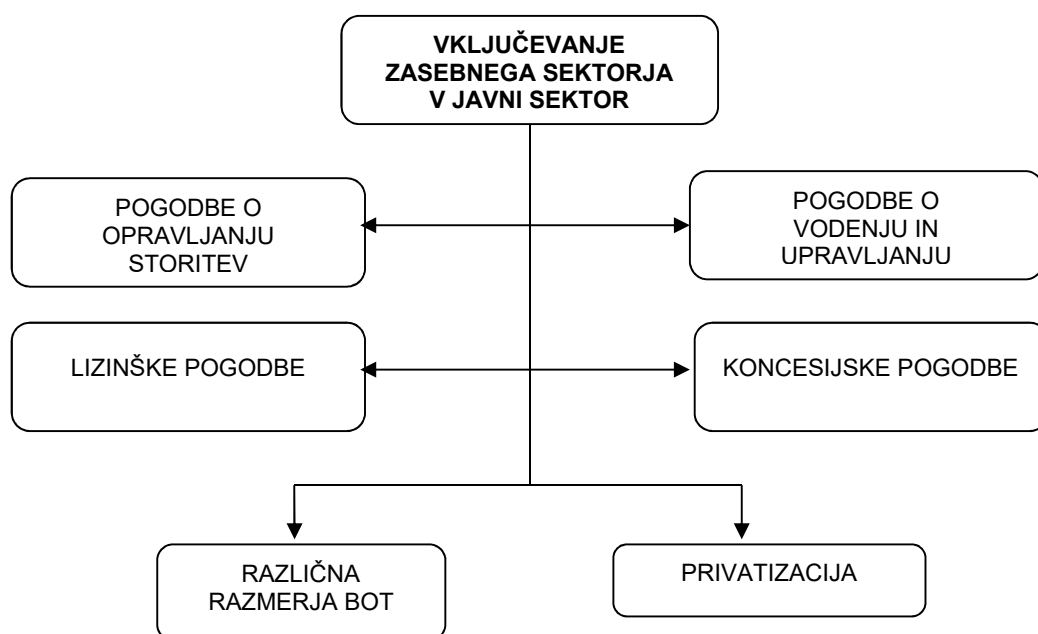 VKLJUČEVANJE
ZASEBNEGA SEKTORJA
V JAVNI SEKTOR
POGODBE O
OPRAVLJANJU
STORITEV
POGODBE O
VODENJU IN
UPRAVLJANJU
LIZINŠKE POGODBE
KONCESIJSKE POGODBE
RAZLIČNA
RAZMERJA BOT
PRIVATIZACIJA